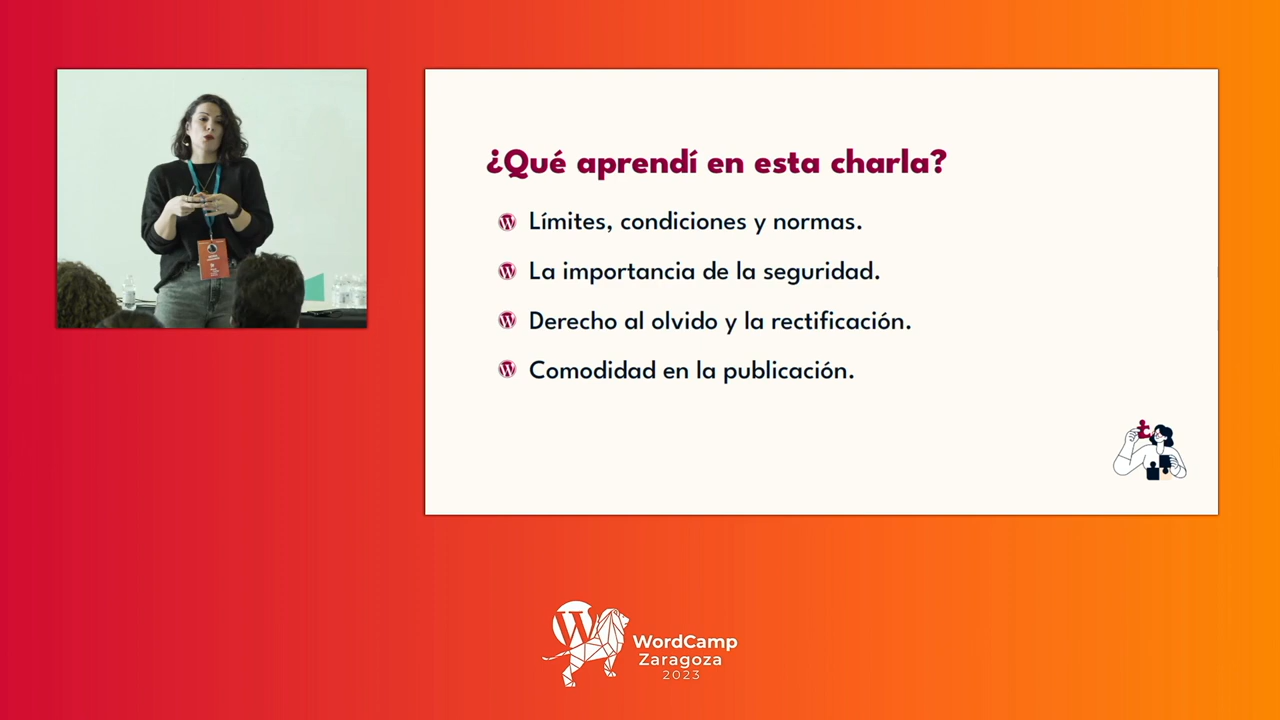 ¿Qué aprendí en esta charla?
Límites, condiciones y normas.
La importancia de la seguridad.
Derecho al olvido y la rectificación.
Comodidad en la publicación.
WordCamp
Zaragoza
2023